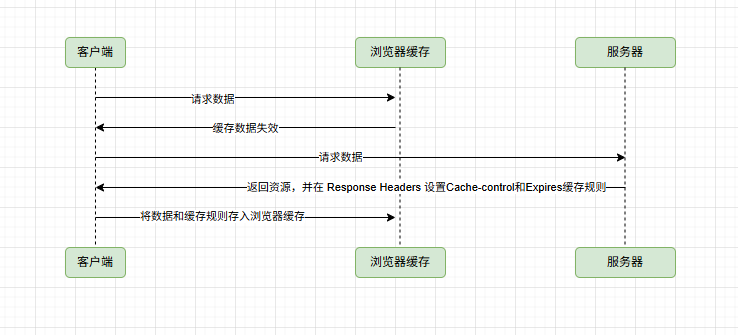 客户端
浏览器缓存
服务器
请求数据
缓存数据失效
请求数据
返回资源，并在 Response Headers 设置Cache-control和Expires缓存规则
将数据和缓存规则存入浏览器缓存
客户端
浏览器缓存
服务器